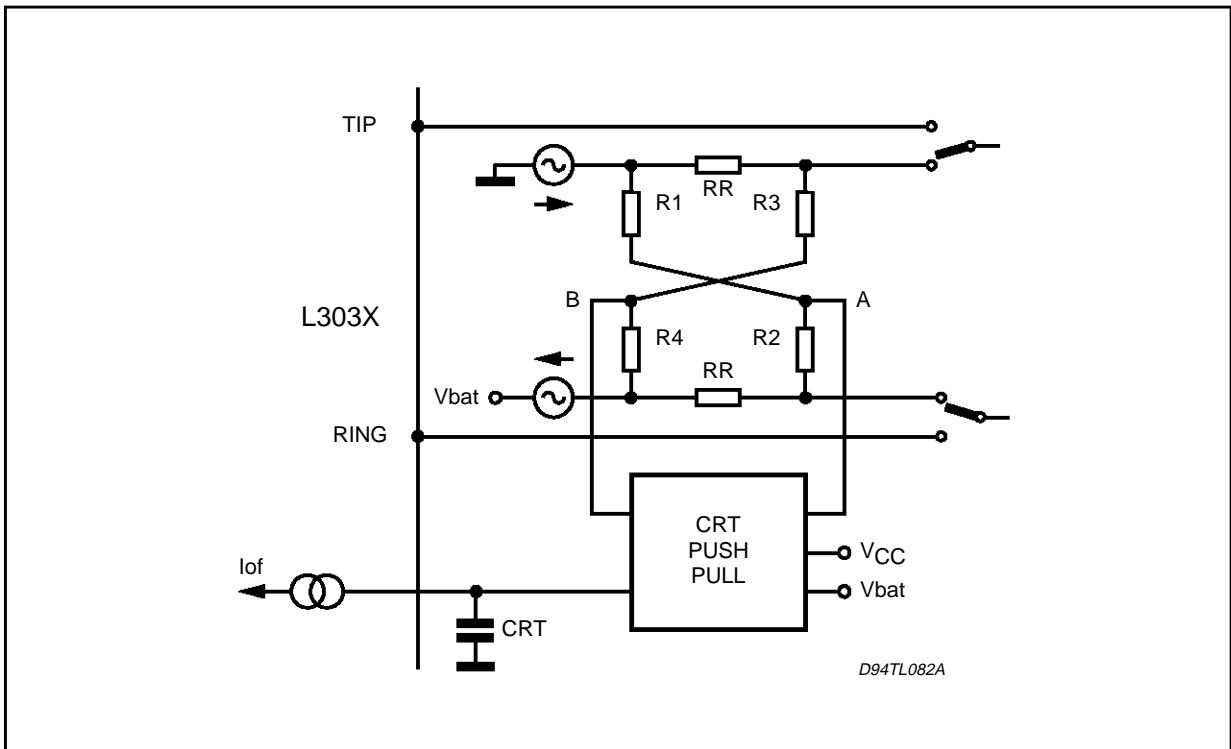 TIP
RR
R1
R3
B
A
L303X
R4
R2
RR
Vbat
RING
CRT
PUSH
PULL
VCC
Vbat
Iof
CRT
D94TL082A